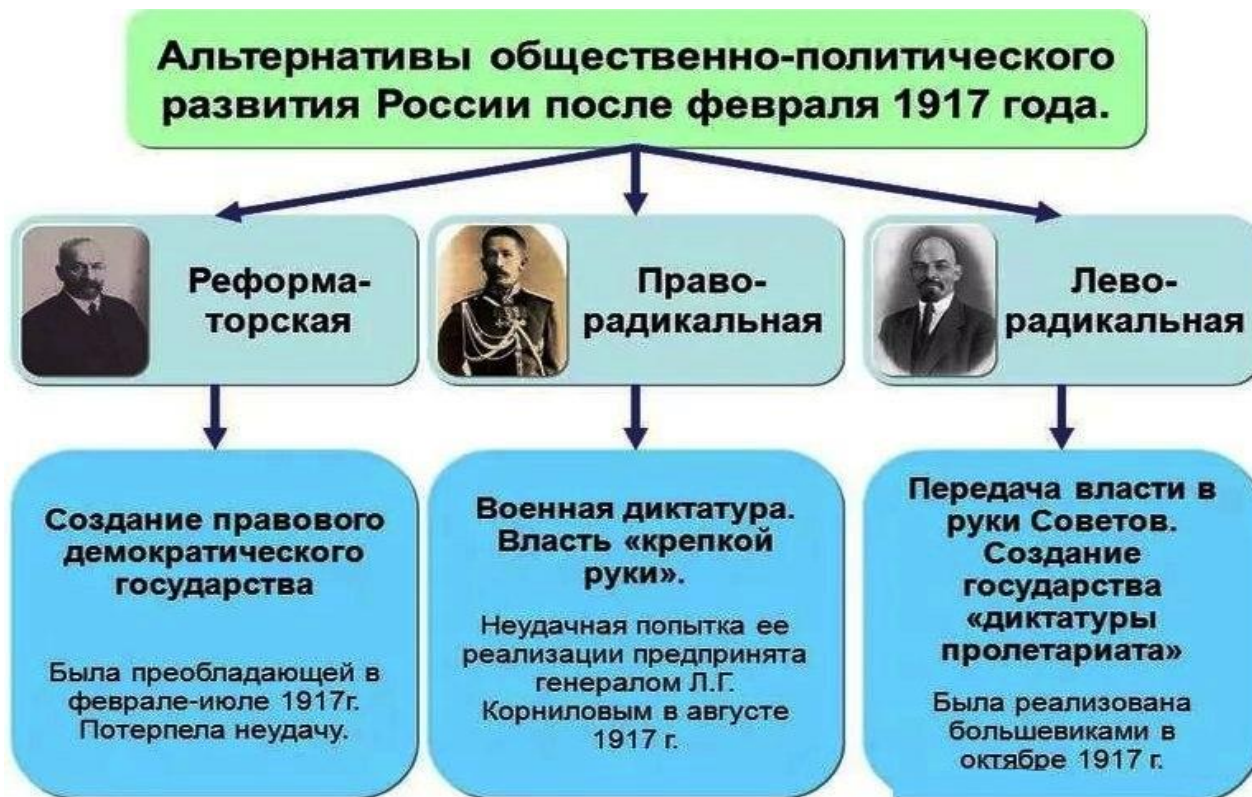 Альтернативы общественно-политического
развития России после февраля 1917 года.
Реформа-
торская
Право-
радикальная
Лево-
радикальная
Создание правового
демократического
государства
Была преобладающей в
феврале-июле 1917г.
Потерпела неудачу.
Военная диктатура.
Власть «крепкой
руки».
Неудачная попытка ее
реализации предпринята
генералом Л.Г.
Корниловым в августе
1917 г.
Передача власти в
руки Советов.
Создание
государства
«диктатуры
пролетариата»
Была реализована
большевиками в
октябре 1917 г.